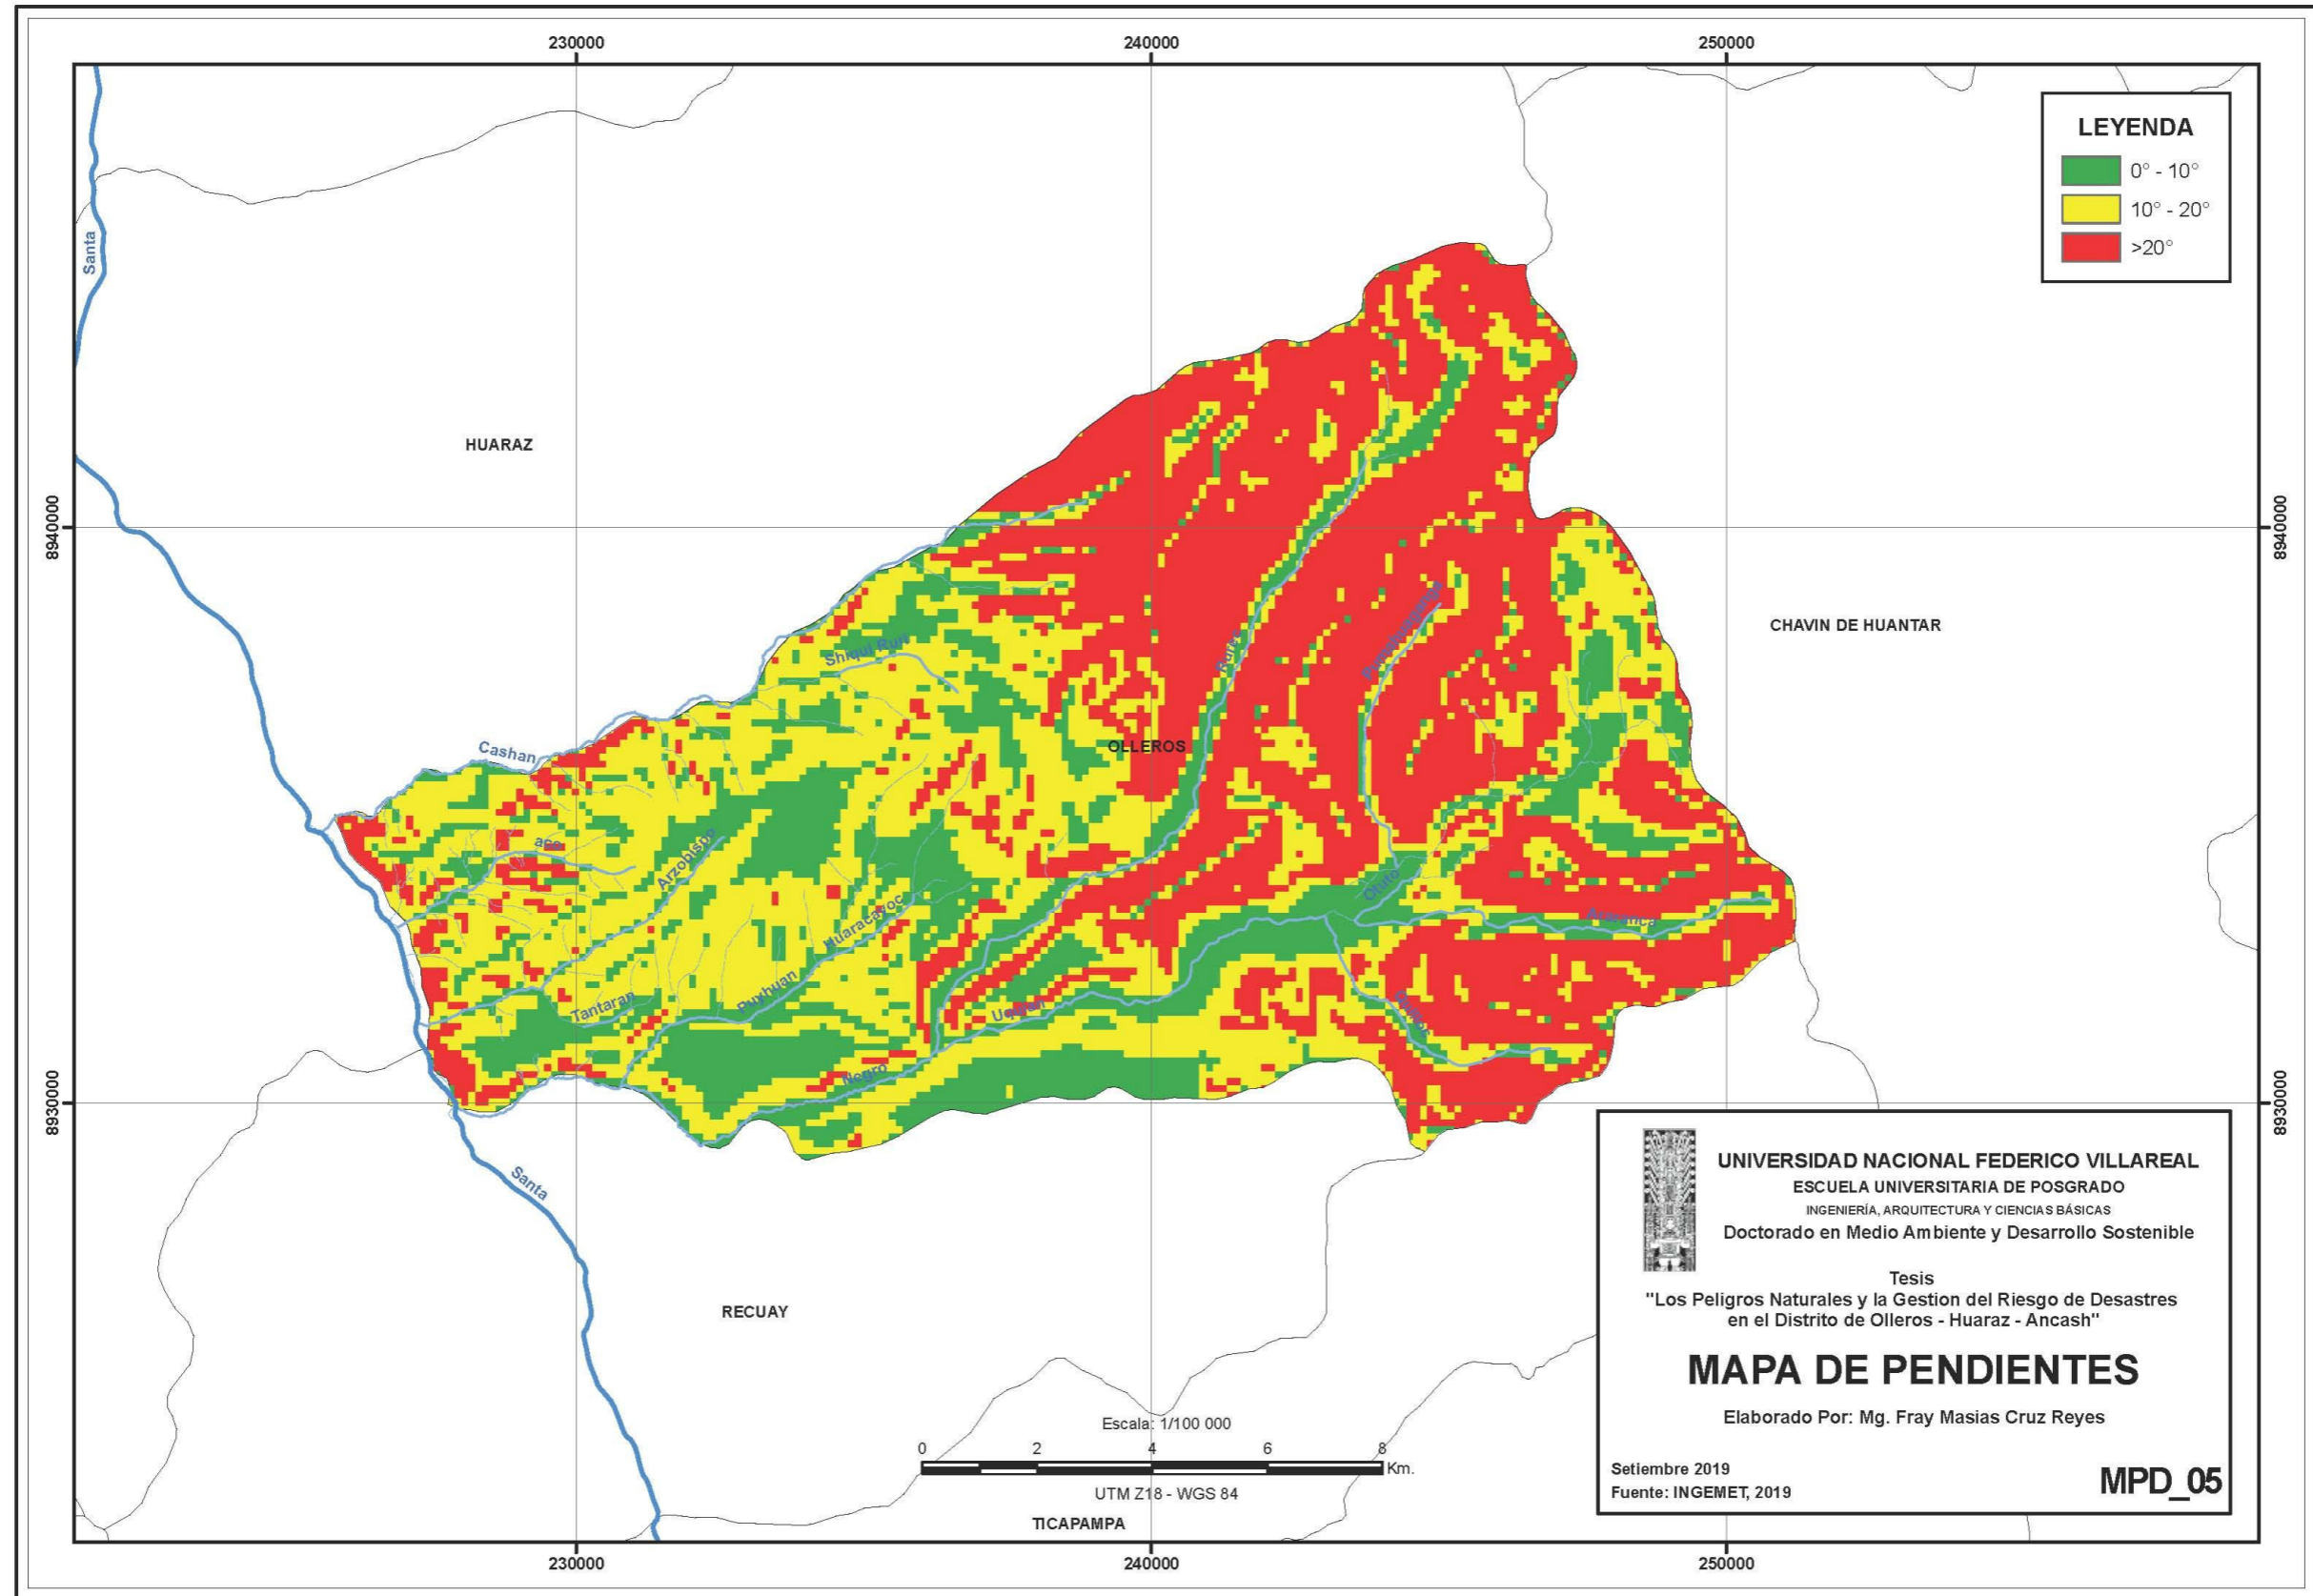 230000
240000
250000
LEYENDA
0° - 10°
10° - 20°
>20°
Santa
HUARAZ
8940000
8940000
CHAVIN DE HUANTAR
Shiqui Ruri
OLLEROS
Cashan
Arzobispo
Huaracayoc
Oluto
Puyhuan
Tantaran
Negro
8930000
8930000
Santa
RECUAY
UNIVERSIDAD NACIONAL FEDERICO VILLAREAL
ESCUELA UNIVERSITARIA DE POSGRADO
INGENIERÍA, ARQUITECTURA Y CIENCIAS BÁSICAS
Doctorado en Medio Ambiente y Desarrollo Sostenible
Tesis
"Los Peligros Naturales y la Gestion del Riesgo de Desastres
en el Distrito de Olleros - Huaraz - Ancash"
MAPA DE PENDIENTES
Elaborado Por: Mg. Fray Masias Cruz Reyes
Setiembre 2019
Fuente: INGEMET, 2019
MPD_05
Escala: 1/100 000
0 2 4 6 8
Km.
UTM Z18 - WGS 84
TICAPAMPA
230000
240000
250000